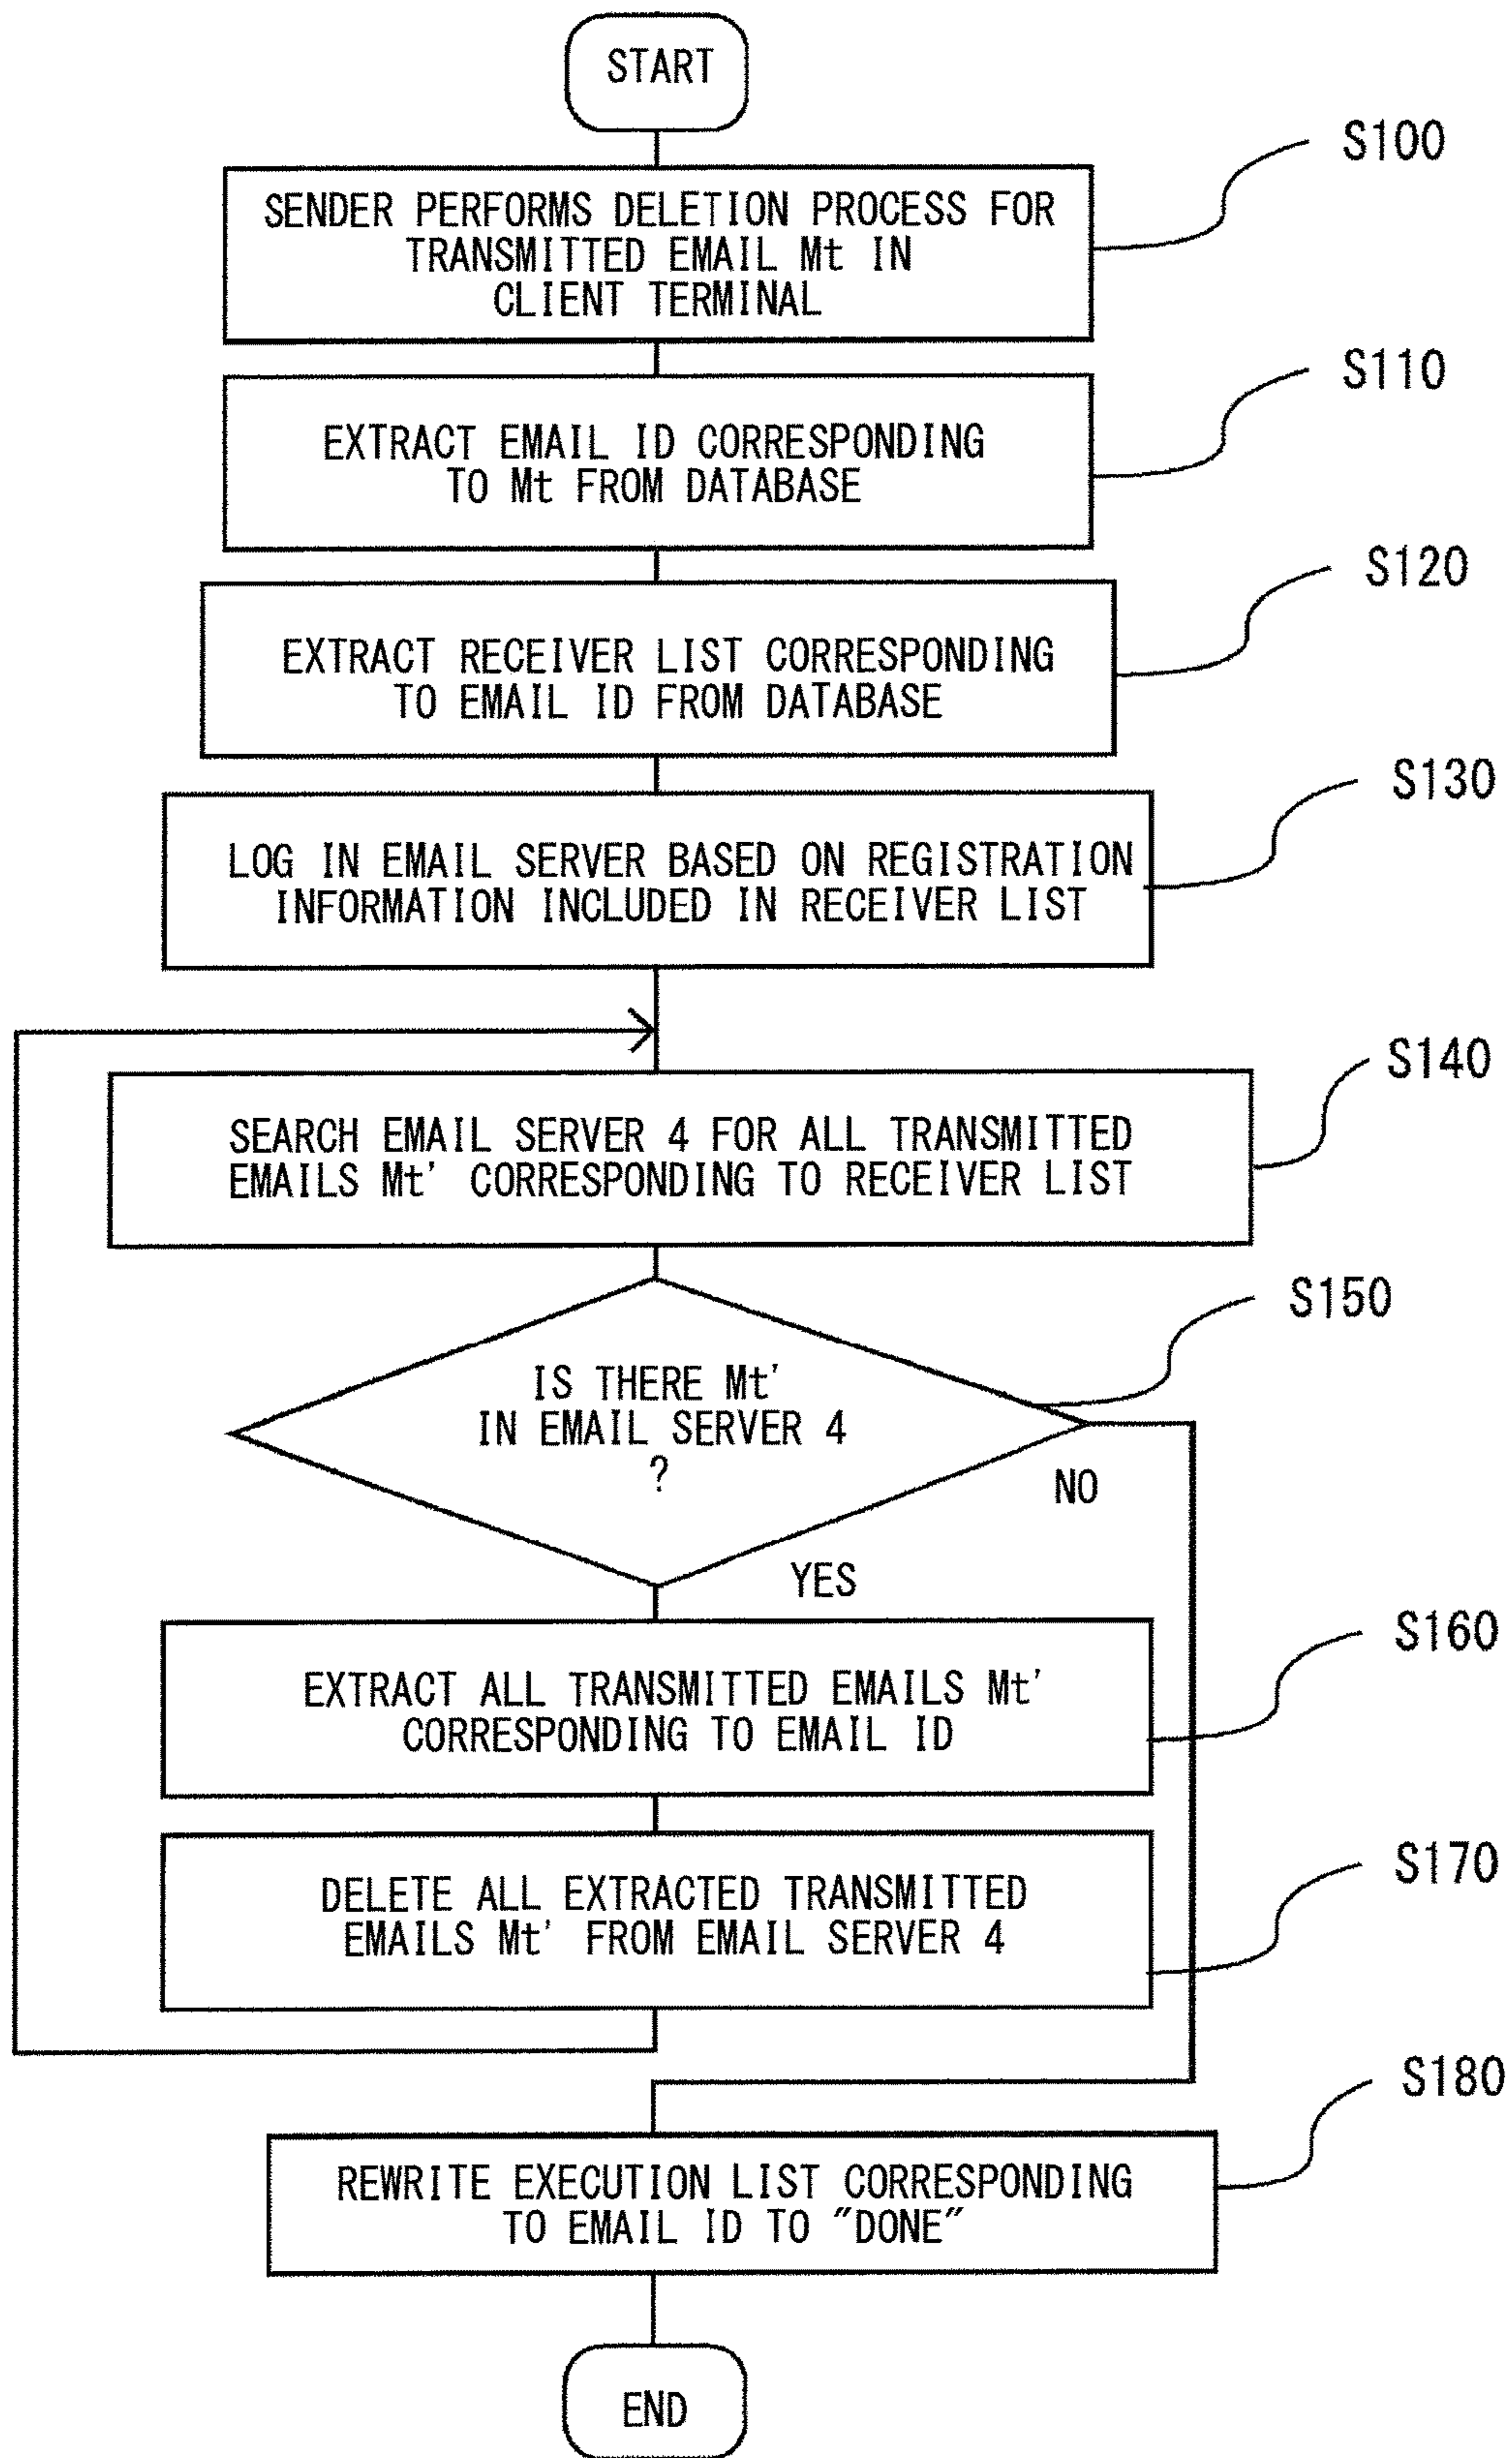 START
S100
SENDER PERFORMS DELETION PROCESS FOR
TRANSMITTED EMAIL Mt IN
CLIENT TERMINAL
S110
EXTRACT EMAIL ID CORRESPONDING
TO Mt FROM DATABASE
S120
EXTRACT RECEIVER LIST CORRESPONDING
TO EMAIL ID FROM DATABASE
S130
LOG IN EMAIL SERVER BASED ON REGISTRATION
INFORMATION INCLUDED IN RECEIVER LIST
S140
SEARCH EMAIL SERVER 4 FOR ALL TRANSMITTED
EMAILS Mt' CORRESPONDING TO RECEIVER LIST
S150
IS THERE Mt'
IN EMAIL SERVER 4
?
NO
YES
S160
EXTRACT ALL TRANSMITTED EMAILS Mt'
CORRESPONDING TO EMAIL ID
S170
DELETE ALL EXTRACTED TRANSMITTED
EMAILS Mt' FROM EMAIL SERVER 4
S180
REWRITE EXECUTION LIST CORRESPONDING
TO EMAIL ID TO "DONE"
END